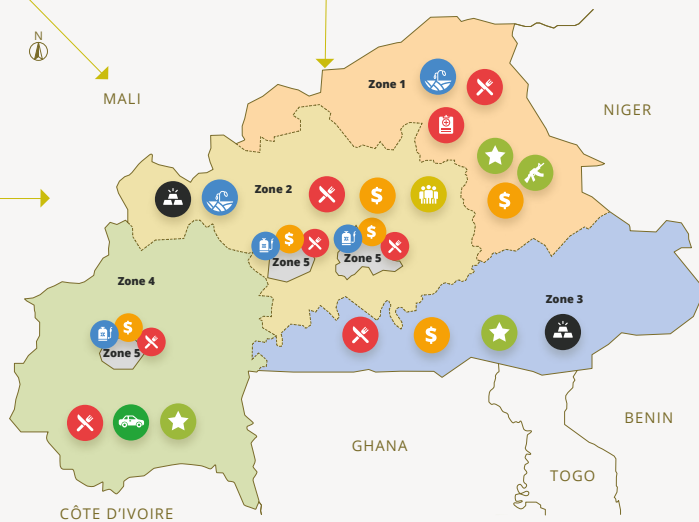 N
MALI
Zone 1
NIGER
Zone 2
$
$
$
$
Zone 5
Zone 5
Zone 4
Zone 3
$
Zone 5
$
BENIN
GHANA
TOGO
CÔTE D'IVOIRE